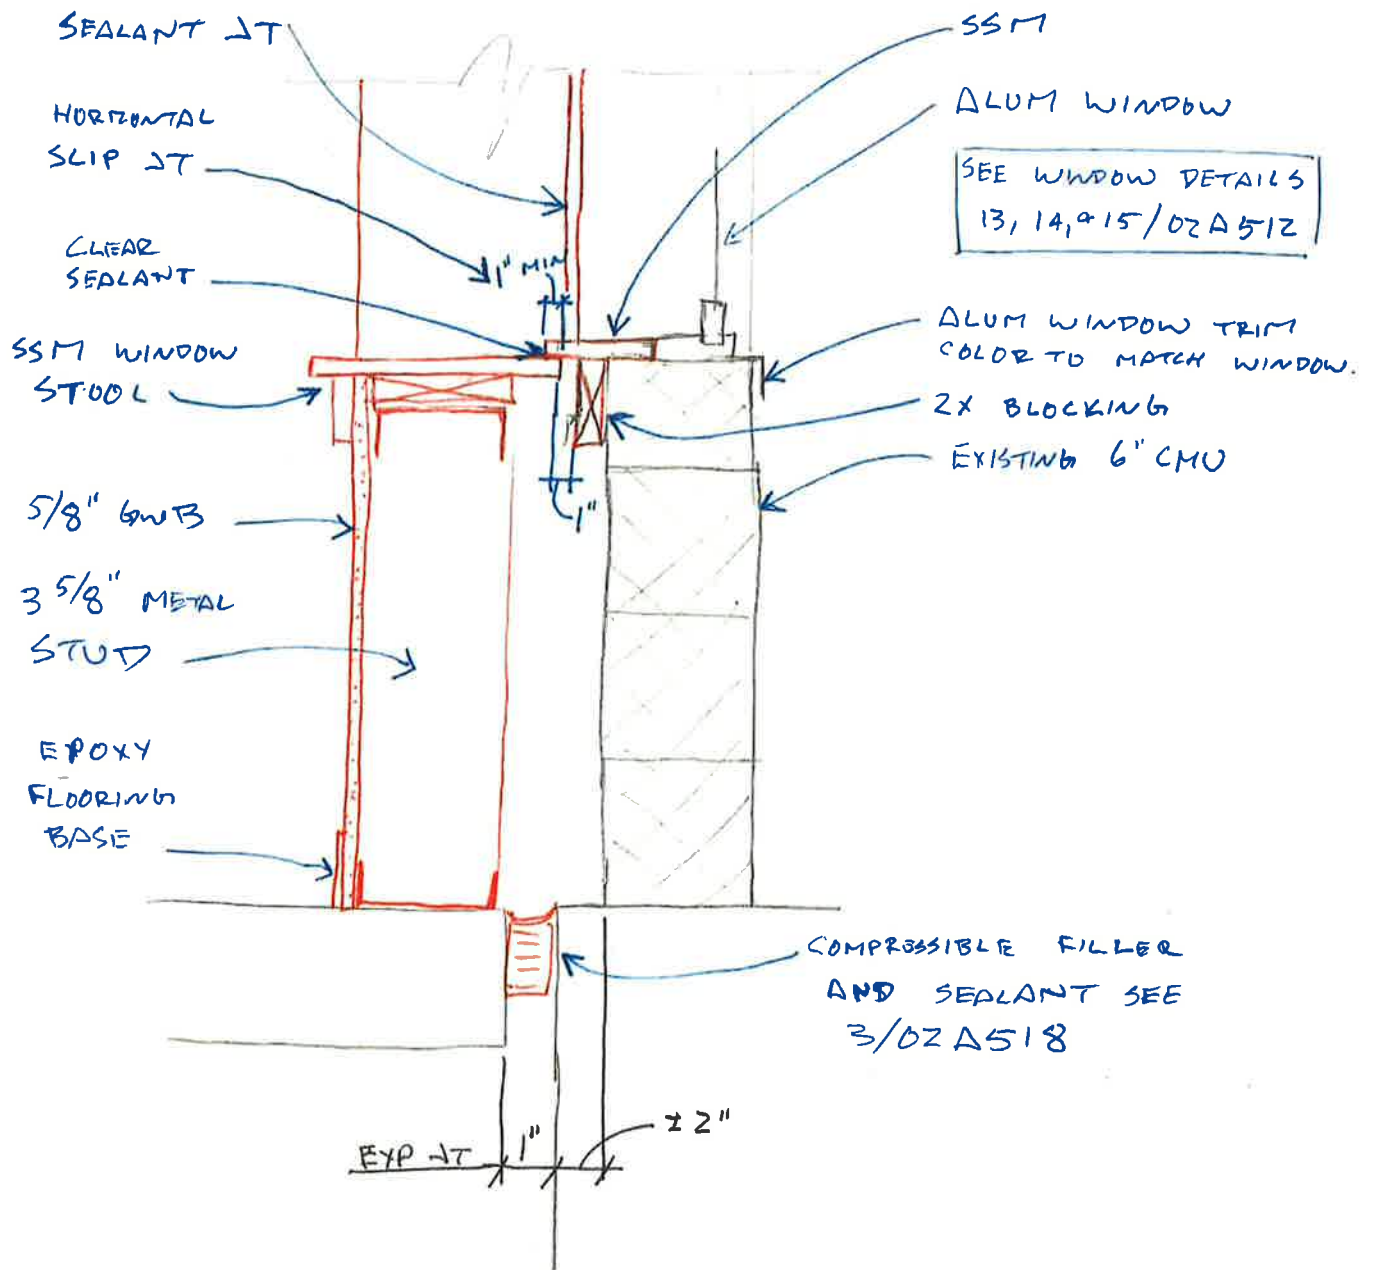 SEALANT JT
HORIZONTAL
SLIP JT
CLEAR
SEALANT
SSM WINDOW
STOOL
5/8" GWB
3 5/8" METAL
STUD
EPOXY
FLOORING
BASE
1" MIN
1"
SSM
ALUM WINDOW
SEE WINDOW DETAILS
13, 14, & 15/02A512
ALUM WINDOW TRIM
COLOR TO MATCH WINDOW.
2X BLOCKING
EXISTING 6" CMU
COMPRESSIBLE FILLER
AND SEALANT SEE
3/02A518
EXP JT
1"
± 2"